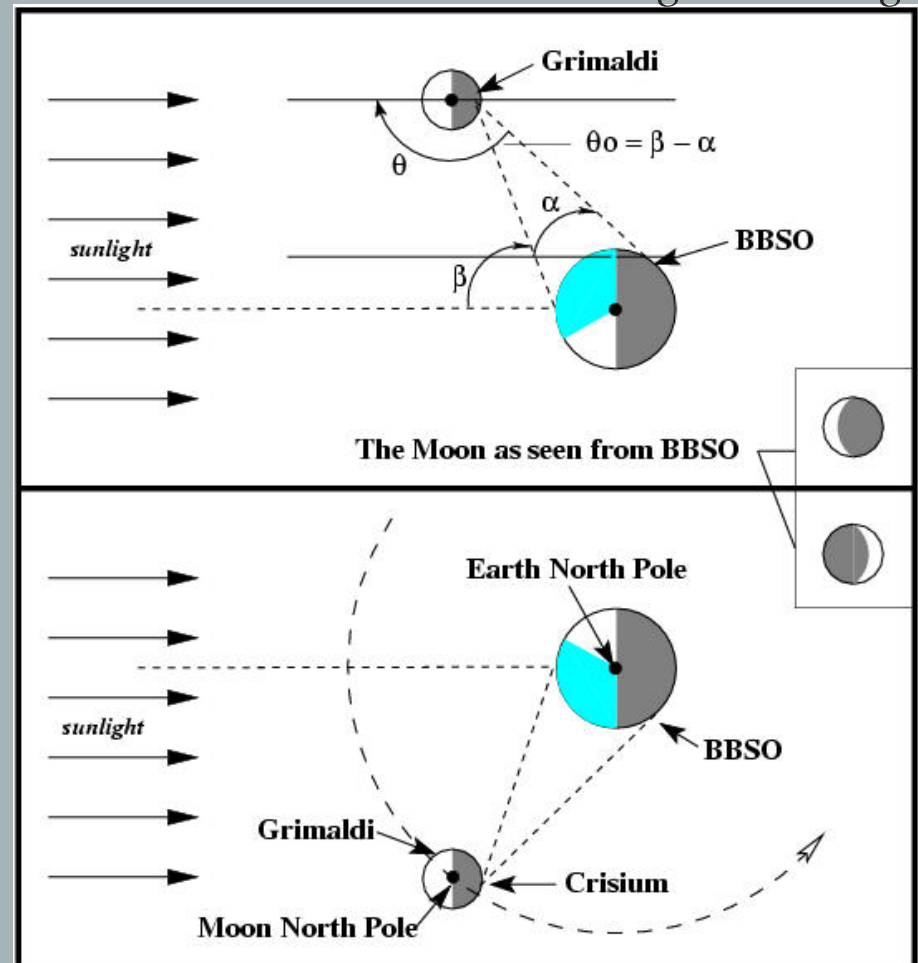 Grimaldi
θo = β – α
θ
α
BBSO
sunlight
β
The Moon as seen from BBSO
Earth North Pole
sunlight
BBSO
Grimaldi
Crisium
Moon North Pole